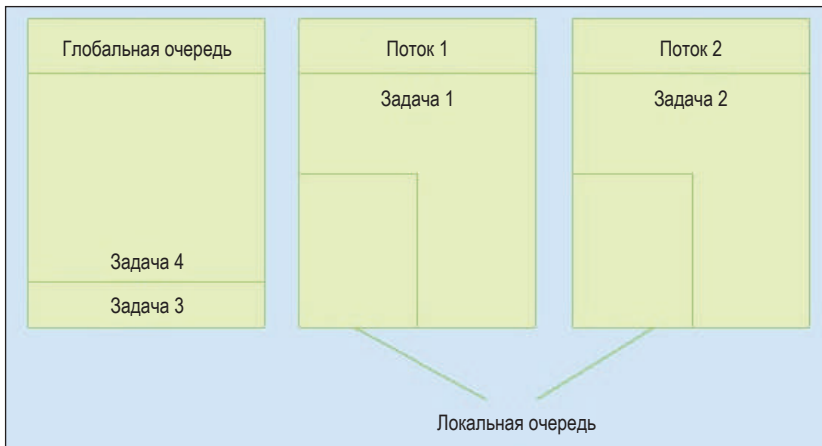 Глобальная очередь
Поток 1
Поток 2
Задача 1
Задача 2
Задача 4
Задача 3
Локальная очередь